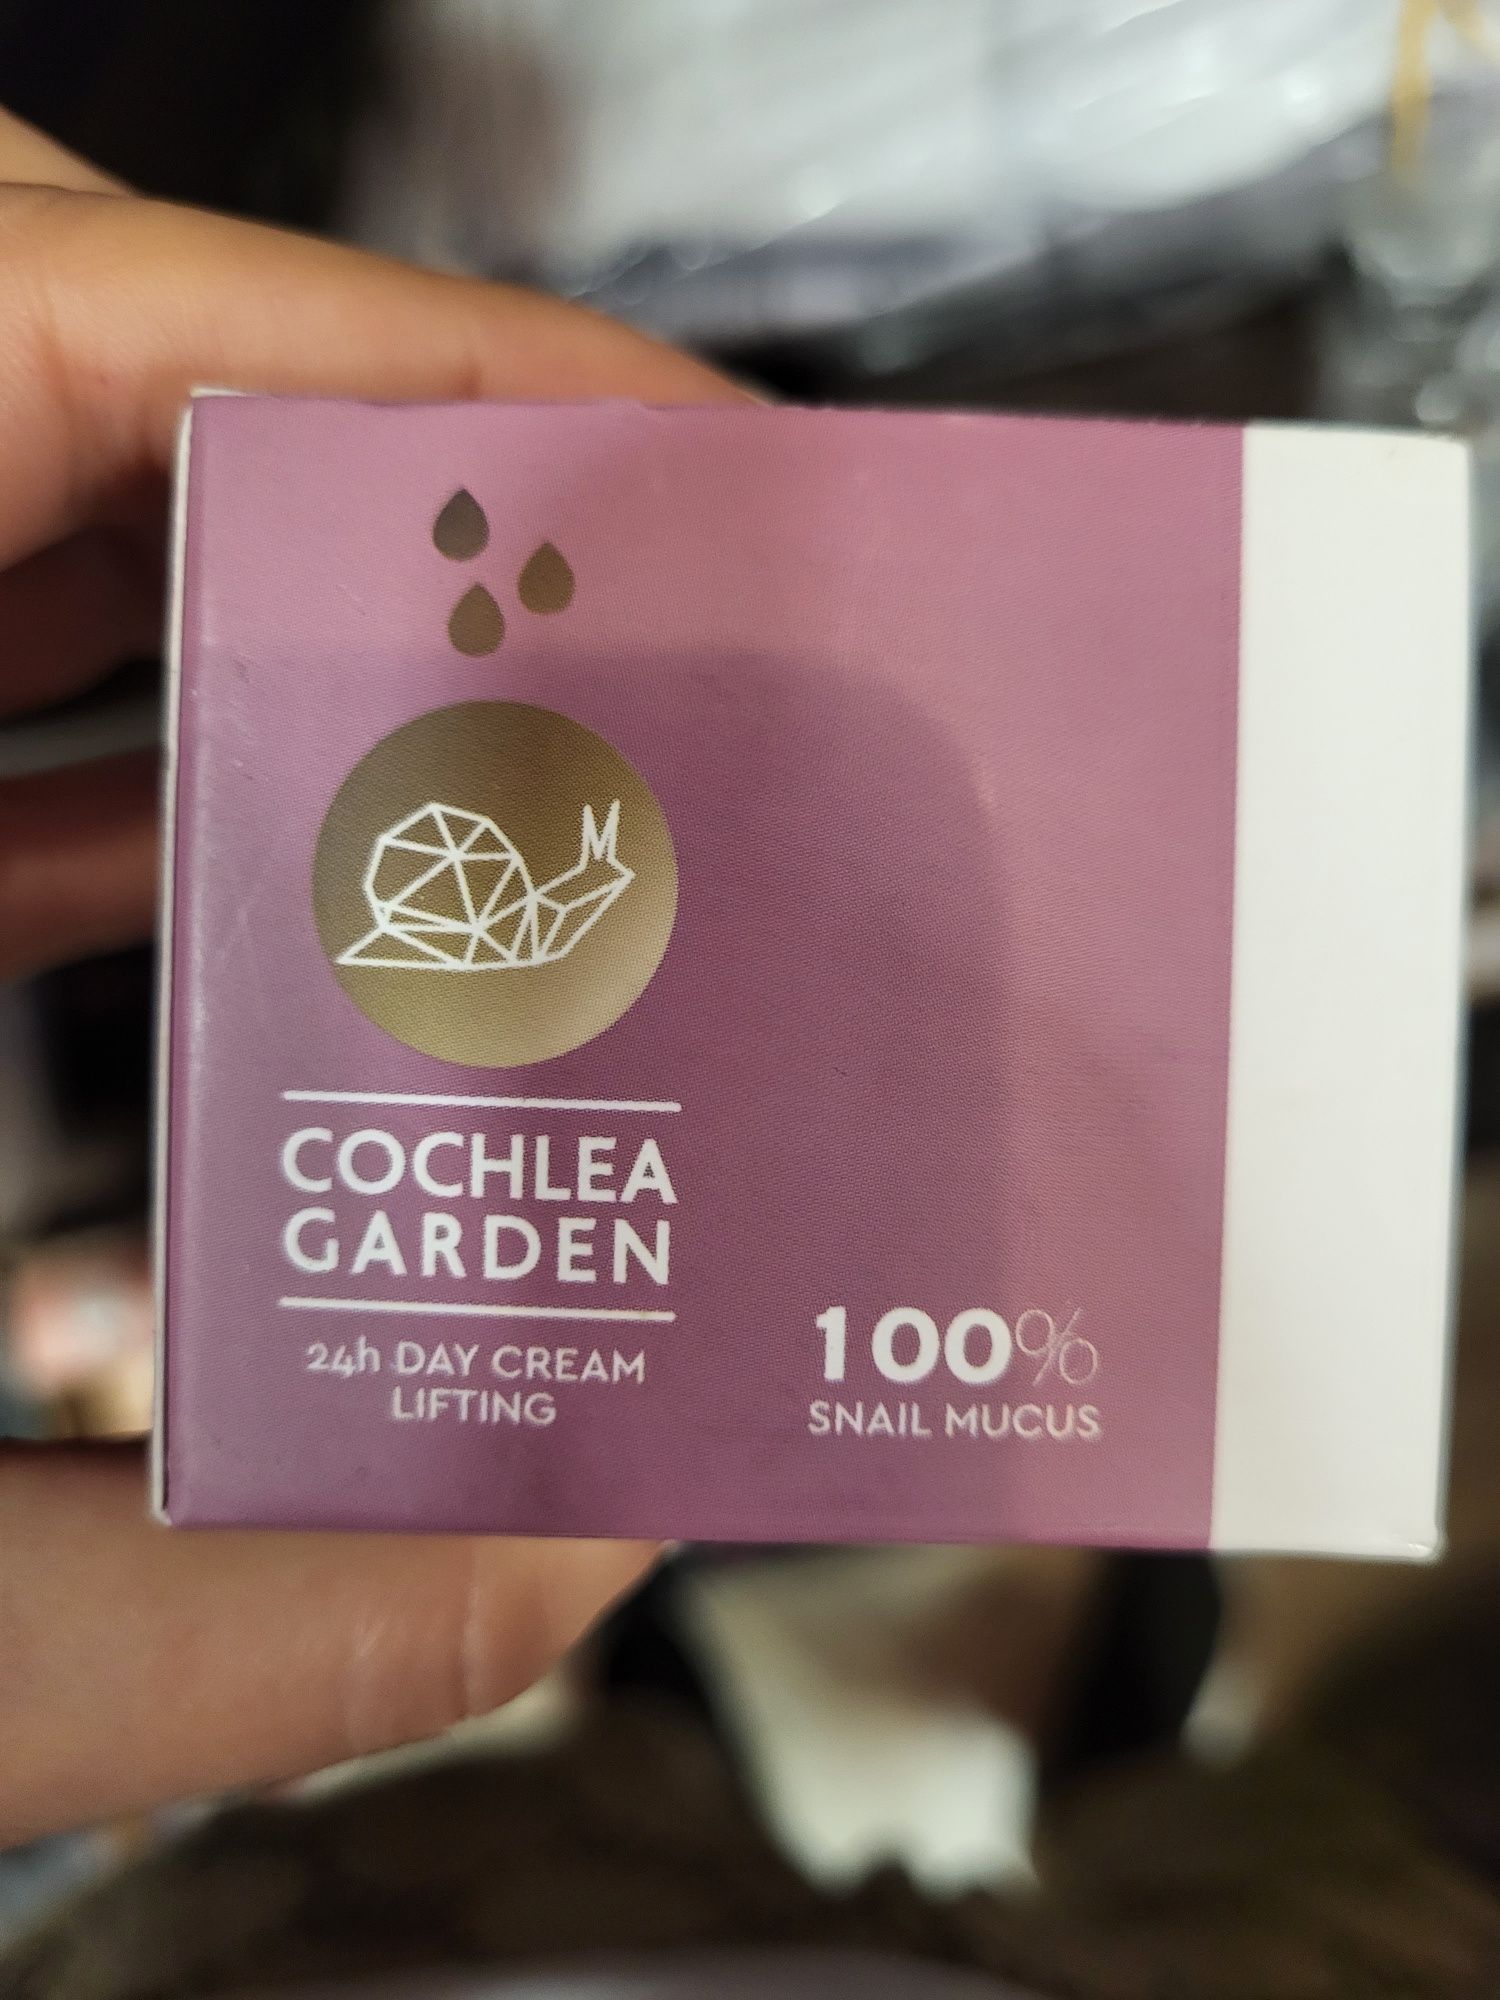 COCHLEA
GARDEN
24h DAY CREAM
LIFTING
100%
SNAIL MUCUS